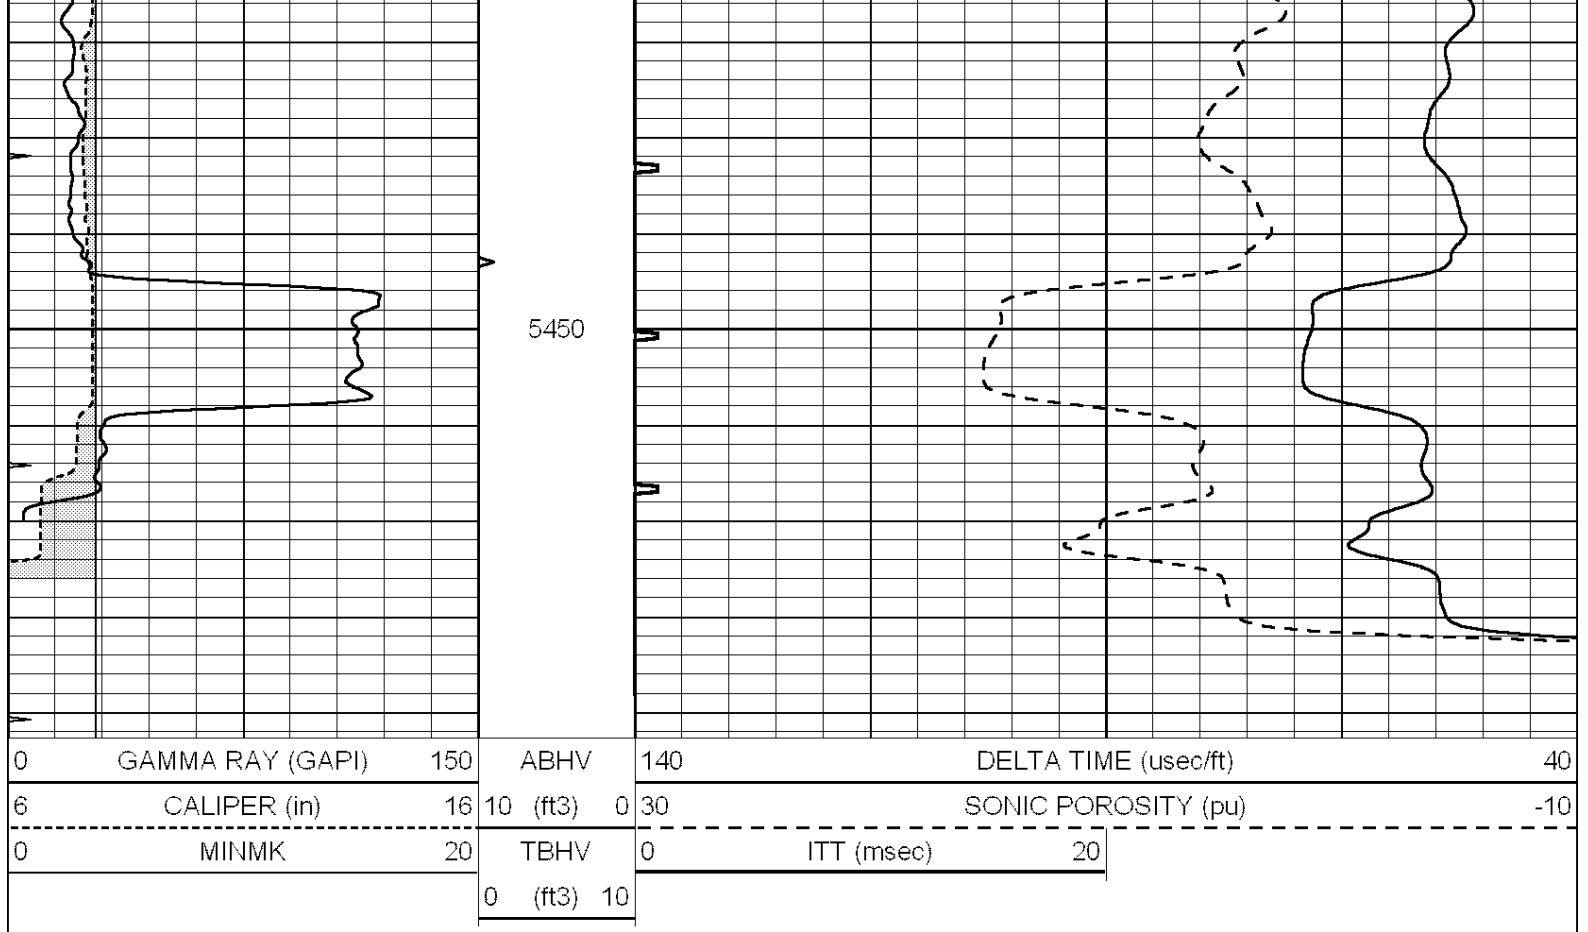 5450
0 GAMMA RAY (GAPI) 150 ABHV 140 DELTA TIME (usec/ft) 40
6 CALIPER (in) 16 10 (ft3) 0 30 SONIC POROSITY (pu) -10
0 MINMK 20 TBHV 0 ITT (msec) 20
0 (ft3) 10